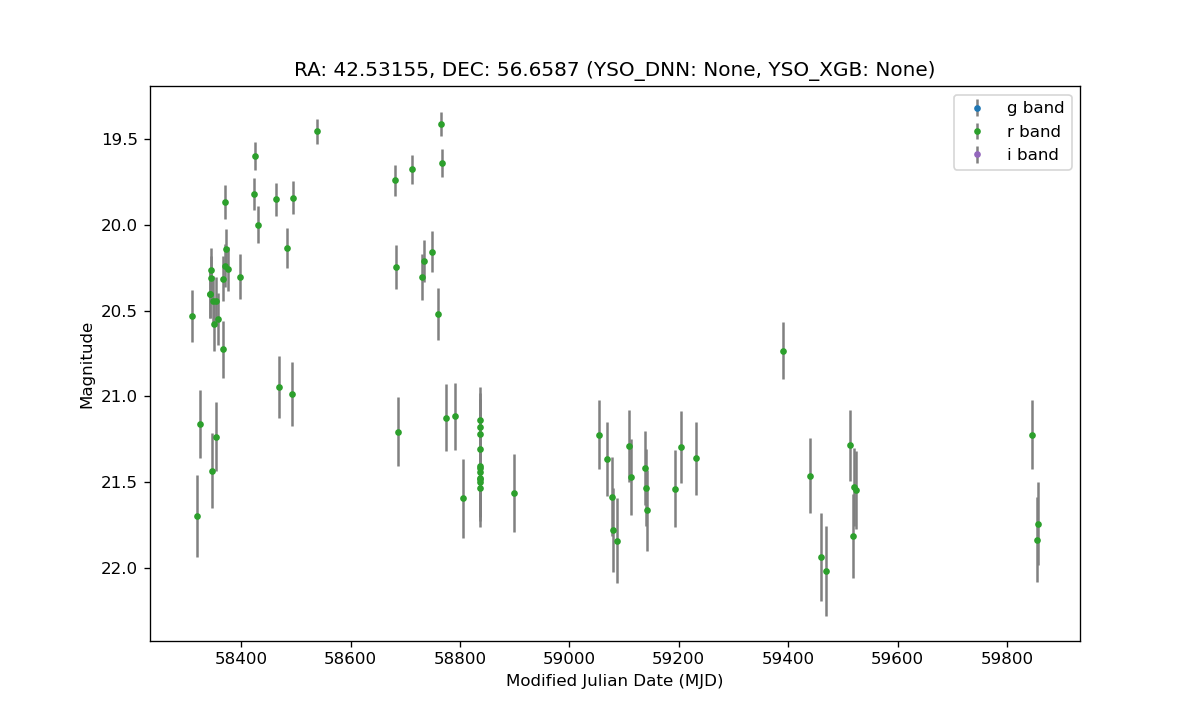 RA: 42.53155, DEC: 56.6587 (YSO_DNN: None, YSO_XGB: None)
g band
r band
i band
19.5
20.0
20.5
21.0
21.5
22.0
Magnitude
58400 58600 58800 59000 59200 59400 59600 59800
Modified Julian Date (MJD)